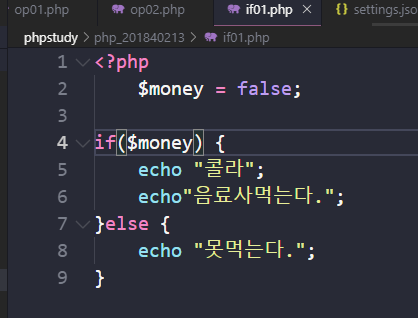 op01.php op02.php if01.php × {} settings.jso
phpstudy > php_201840213 > if01.php
1 <?php
2 $money = false;
3
4 if($money) {
5 echo "콜라";
6 echo"음료사먹는다.";
7 }else {
8 echo "못먹는다.";
9 }